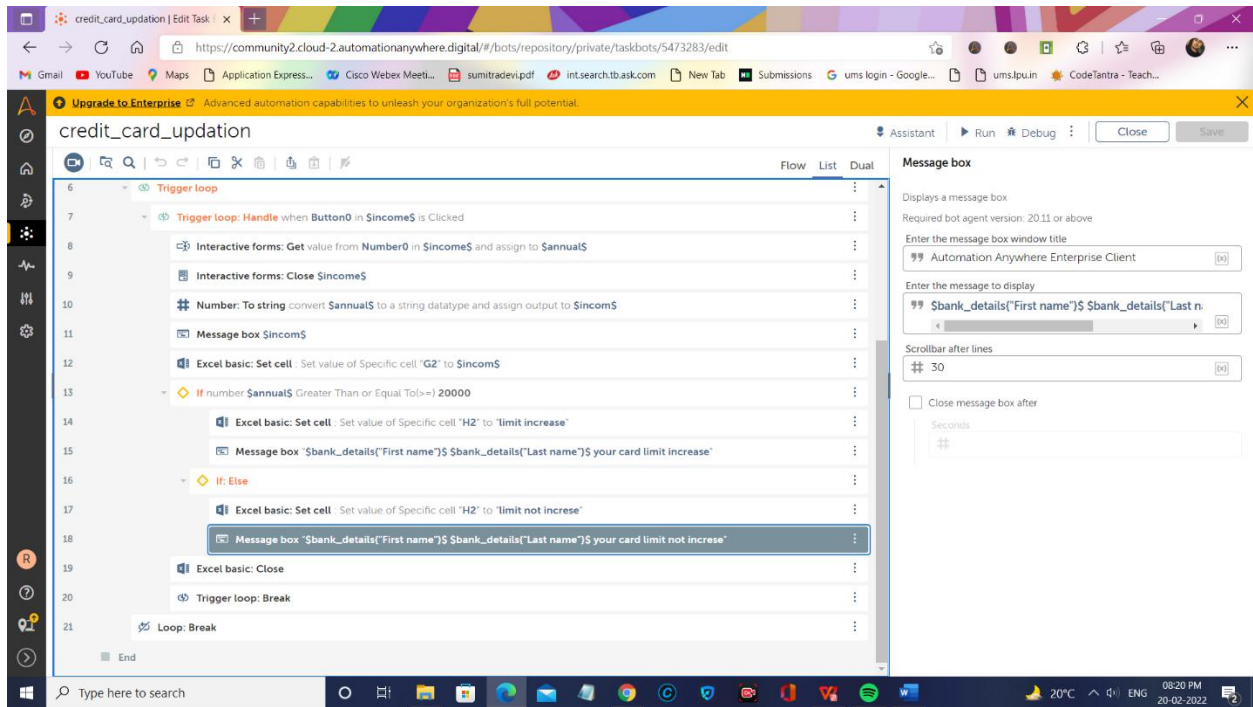 credit_card_updation | Edit Task
https://community2.cloud-2.automationanywhere.digital/#/bots/repository/private/taskbots/5473283/edit
Gmail YouTube Maps Application Express... Cisco Webex Meeti... sumitradevi.pdf int.search.tb.ask.com New Tab Submissions ums login - Google... ums.lpu.in CodeTantra - Teach...
Upgrade to Enterprise Advanced automation capabilities to unleash your organization's full potential.
credit_card_updation
Assistant Run Debug Close Save
Flow List Dual
6 Trigger loop
7 Trigger loop: Handle when Button0 in $income$ is Clicked
8 Interactive forms: Get value from Number0 in $income$ and assign to $annual$
9 Interactive forms: Close $income$
10 Number: To string convert $annual$ to a string datatype and assign output to $incom$
11 Message box $incom$
12 Excel basic: Set cell : Set value of Specific cell "G2" to $incom$
13 If number $annual$ Greater Than or Equal To(>=) 20000
14 Excel basic: Set cell : Set value of Specific cell "H2" to "limit increase"
15 Message box "$bank_details{"First name"}$ $bank_details{"Last name"}$ your card limit increase"
16 If: Else
17 Excel basic: Set cell : Set value of Specific cell "H2" to "limit not increse"
18 Message box "$bank_details{"First name"}$ $bank_details{"Last name"}$ your card limit not increse"
19 Excel basic: Close
20 Trigger loop: Break
21 Loop: Break
End
Message box
Displays a message box
Required bot agent version: 20.11 or above
Enter the message box window title
Automation Anywhere Enterprise Client
(x)
Enter the message to display
$bank_details{"First name"}$ $bank_details{"Last n
(x)
Scrollbar after lines
# 30
(x)
Close message box after
Seconds
#
R
Type here to search
20°C ENG 08:20 PM
20-02-2022
2